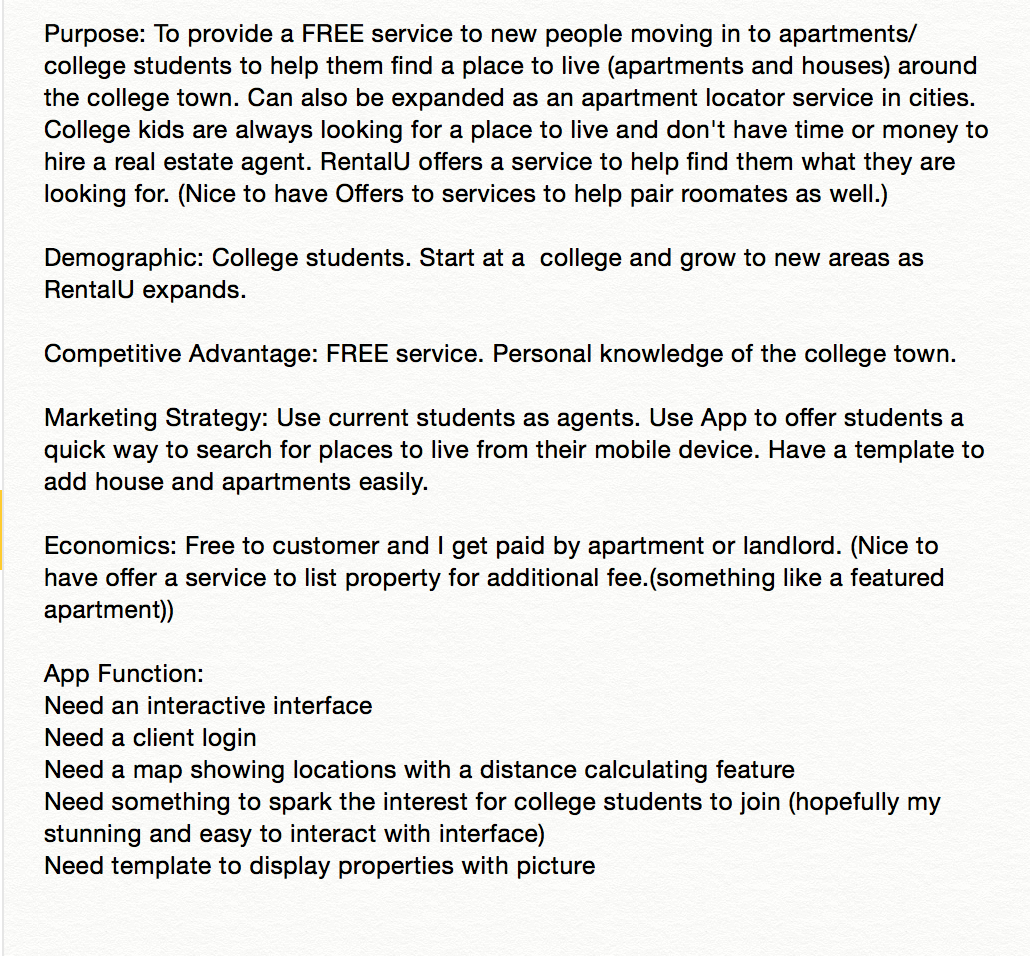 Purpose: To provide a FREE service to new people moving in to apartments/
college students to help them find a place to live (apartments and houses) around
the college town. Can also be expanded as an apartment locator service in cities.
College kids are always looking for a place to live and don't have time or money to
hire a real estate agent. RentalU offers a service to help find them what they are
looking for. (Nice to have Offers to services to help pair roomates as well.)
Demographic: College students. Start at a  college and grow to new areas as
RentalU expands.
Competitive Advantage: FREE service. Personal knowledge of the college town.
Marketing Strategy: Use current students as agents. Use App to offer students a
quick way to search for places to live from their mobile device. Have a template to
add house and apartments easily.
Economics: Free to customer and I get paid by apartment or landlord. (Nice to
have offer a service to list property for additional fee.(something like a featured
apartment))
App Function:
Need an interactive interface
Need a client login
Need a map showing locations with a distance calculating feature
Need something to spark the interest for college students to join (hopefully my
stunning and easy to interact with interface)
Need template to display properties with picture